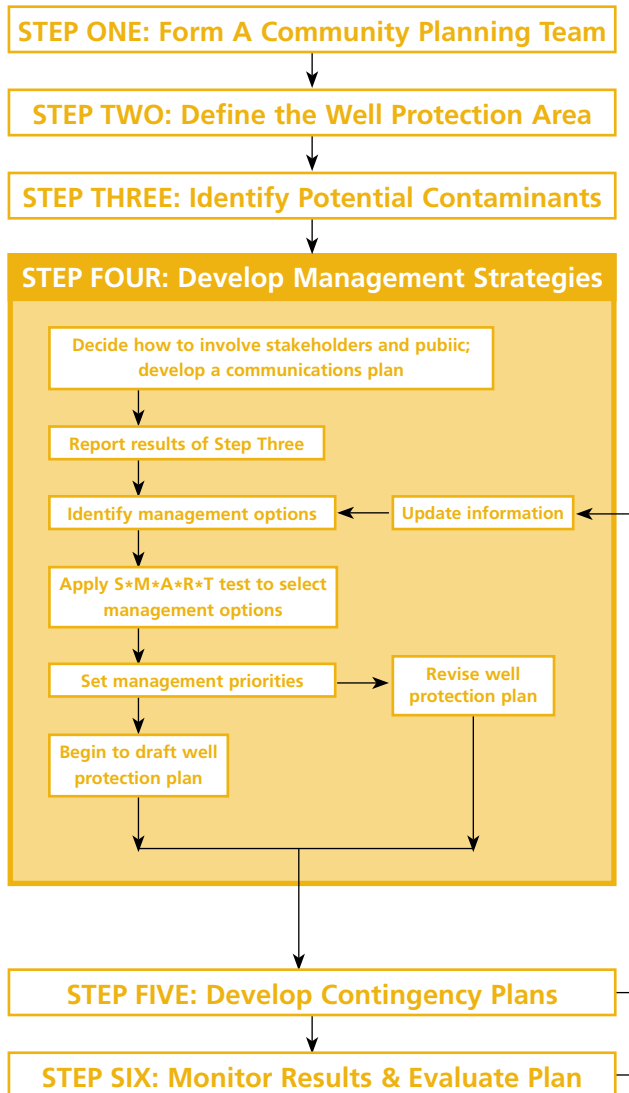 STEP ONE: Form A Community Planning Team
STEP TWO: Define the Well Protection Area
STEP THREE: Identify Potential Contaminants
STEP FOUR: Develop Management Strategies
Decide how to involve stakeholders and pubiic;
develop a communications plan
Report results of Step Three
Identify management options
Update information
Apply S*M*A*R*T test to select
management options
Set management priorities
Revise well
protection plan
Begin to draft well
protection plan
STEP FIVE: Develop Contingency Plans
STEP SIX: Monitor Results & Evaluate Plan